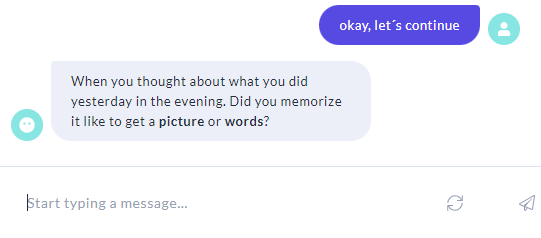 okay, let´s continue
When you thought about what you did
yesterday in the evening. Did you memorize
it like to get a picture or words?
Start typing a message...